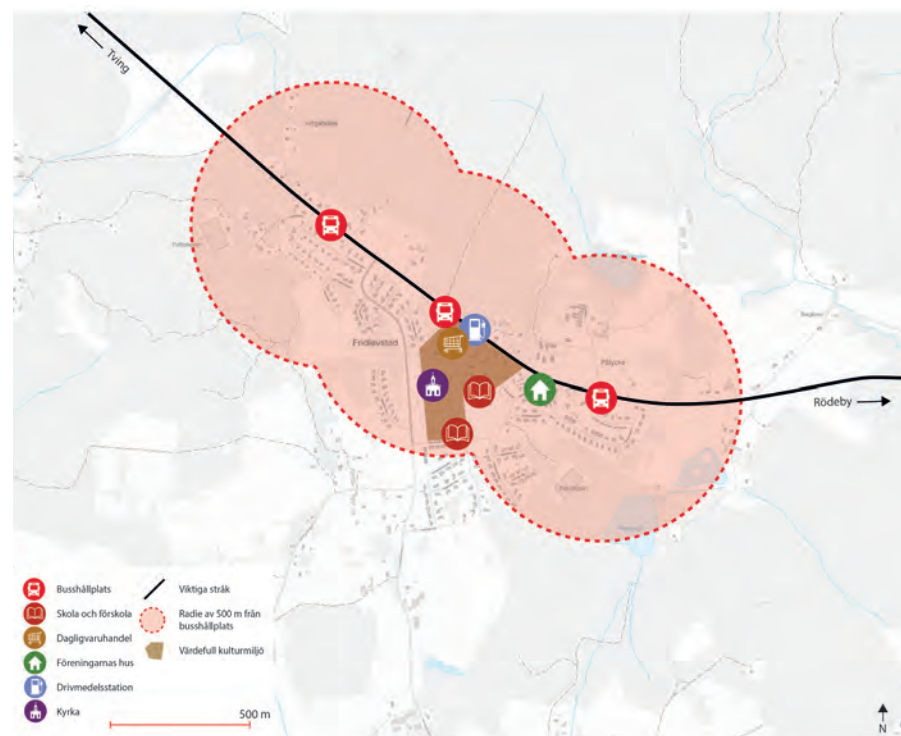 Tving
Fridlevstad
Påljorp
Rödeby
Busshållplats
Skola och förskola
Dagligvaruhandel
Föreningarnas hus
Drivmedelsstation
Kyrka
Viktiga stråk
Radie av 500 m från
busshållplats
Värdefull kulturmiljö
500 m
N